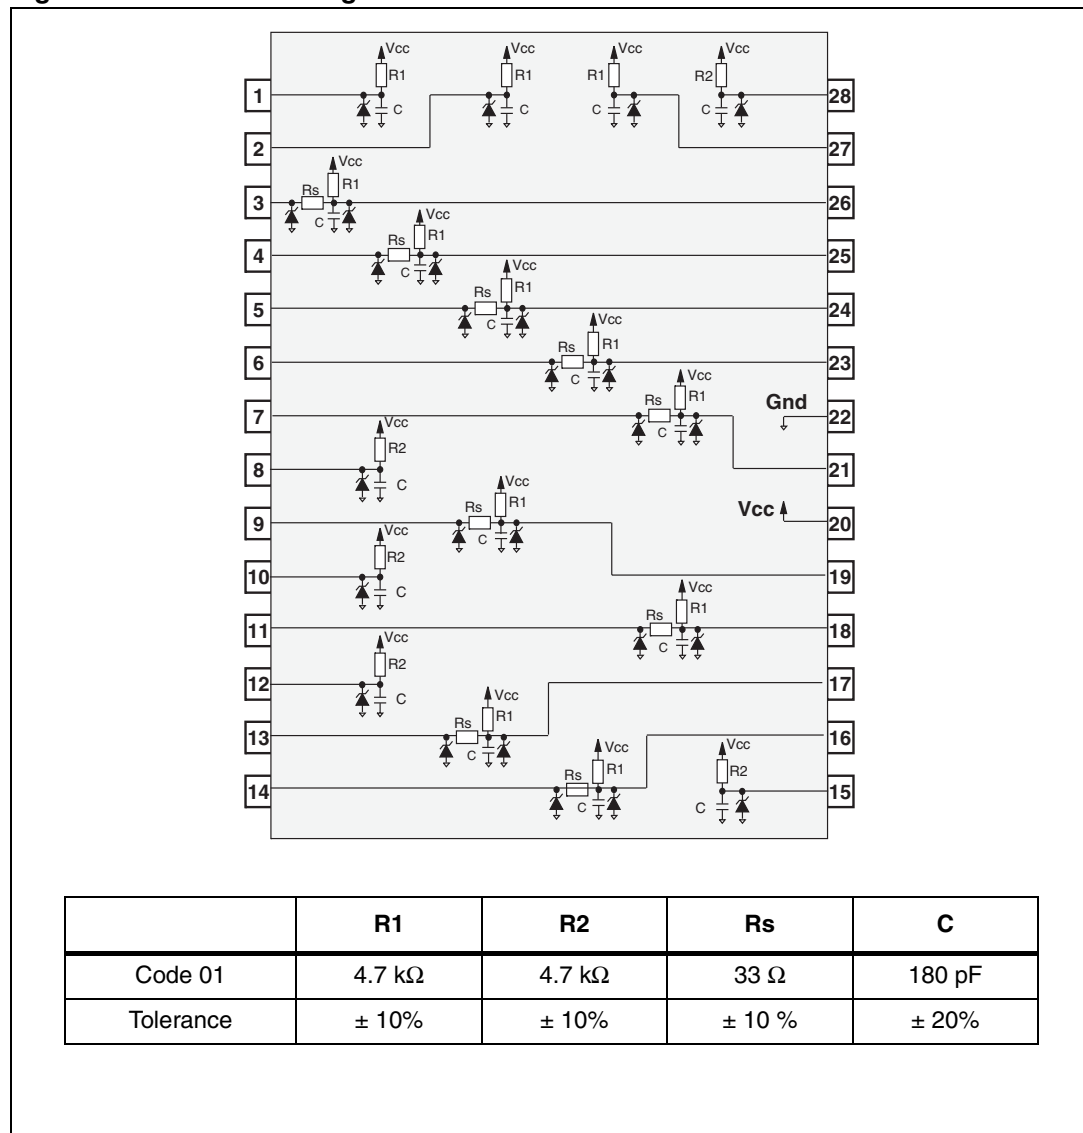 Vcc Vcc Vcc Vcc
R1 R1 R1 R2
1 C C C C 28
2 27
Vcc
R1
Rs
3 26
C
Vcc
R1
Rs
4 25
C
Vcc
R1
Rs
5 24
C
Vcc
R1
Rs
6 23
C
Vcc
R1
Rs
Gnd
7 22
C
Vcc
R2
8 21
C
Vcc
R1
Rs
Vcc
9 20
C
Vcc
R2
10 19
C
Vcc
R1
Rs
11 18
C
Vcc
R2
12 17
C
Vcc
R1
Rs
13 16
C
Vcc Vcc
R1 R2
Rs
14 15
C C
R1 R2 Rs C
Code 01 4.7 kΩ 4.7 kΩ 33 Ω 180 pF
Tolerance ± 10% ± 10% ± 10 % ± 20%